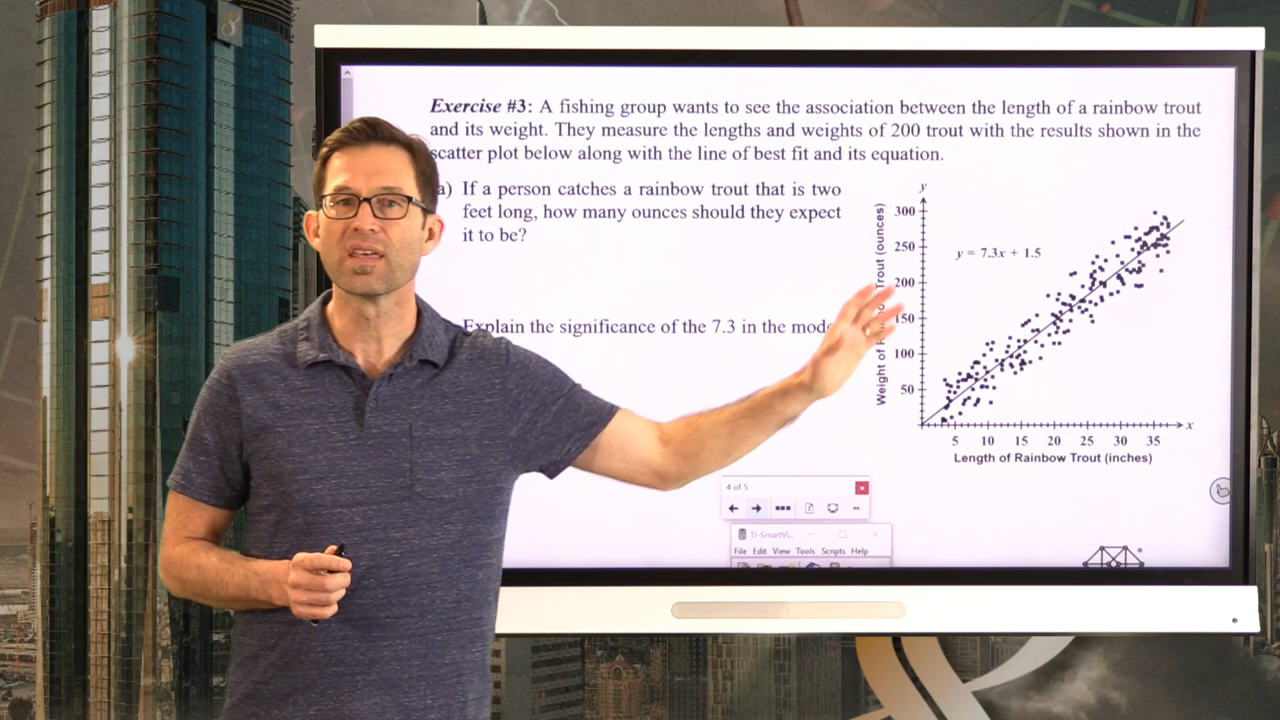 Exercise #3: A fishing group wants to see the association between the length of a rainbow trout
and its weight. They measure the lengths and weights of 200 trout with the results shown in the
scatter plot below along with the line of best fit and its equation.
a) If a person catches a rainbow trout that is two
feet long, how many ounces should they expect
it to be?
Explain the significance of the 7.3 in the
y
Weight of Trout (ounces)
300
250
200
150
100
50
y = 7.3x + 1.5
x
5 10 15 20 25 30 35
Length of Rainbow Trout (inches)
4 of 5
TI-SmartVi...
File Edit View Tools Scripts Help
8